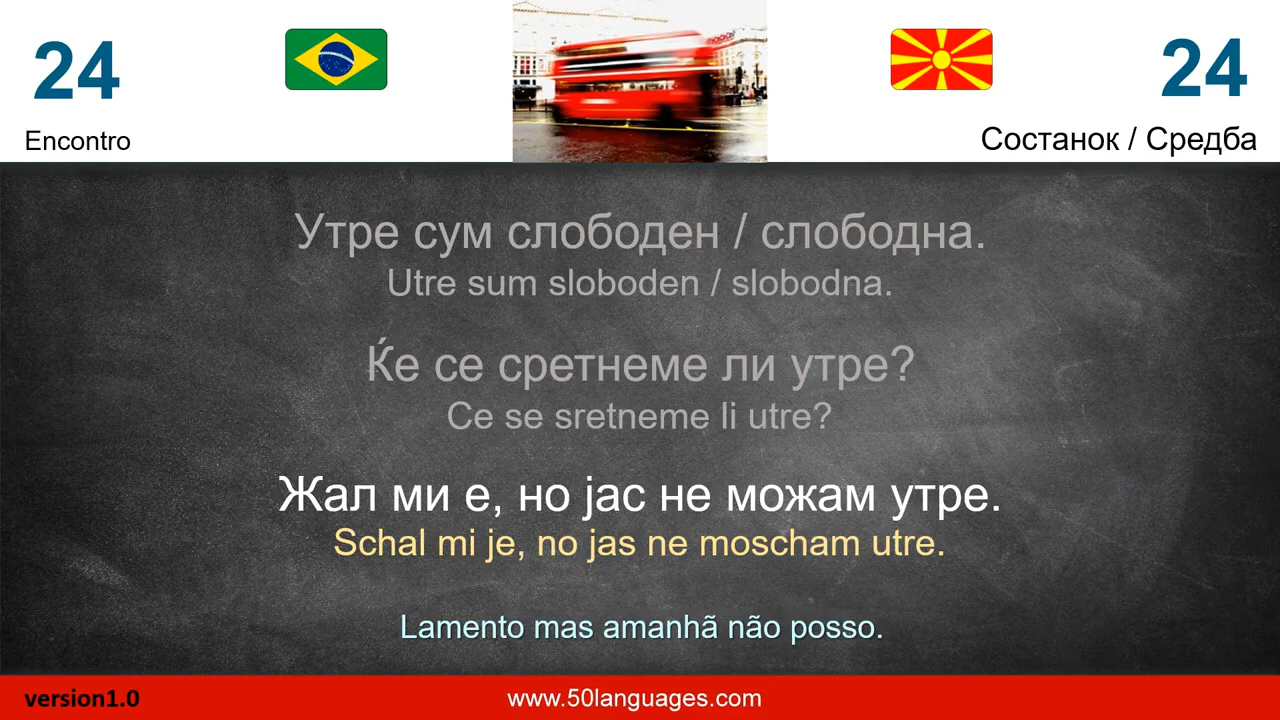 24
24
Encontro
Состанок / Средба
Утре сум слободен / слободна.
Utre sum sloboden / slobodna.
Ќе се сретнеме ли утре?
Ce se sretneme li utre?
Жал ми е, но јас не можам утре.
Schal mi je, no jas ne moscham utre.
Lamento mas amanhã não posso.
version1.0
www.50languages.com